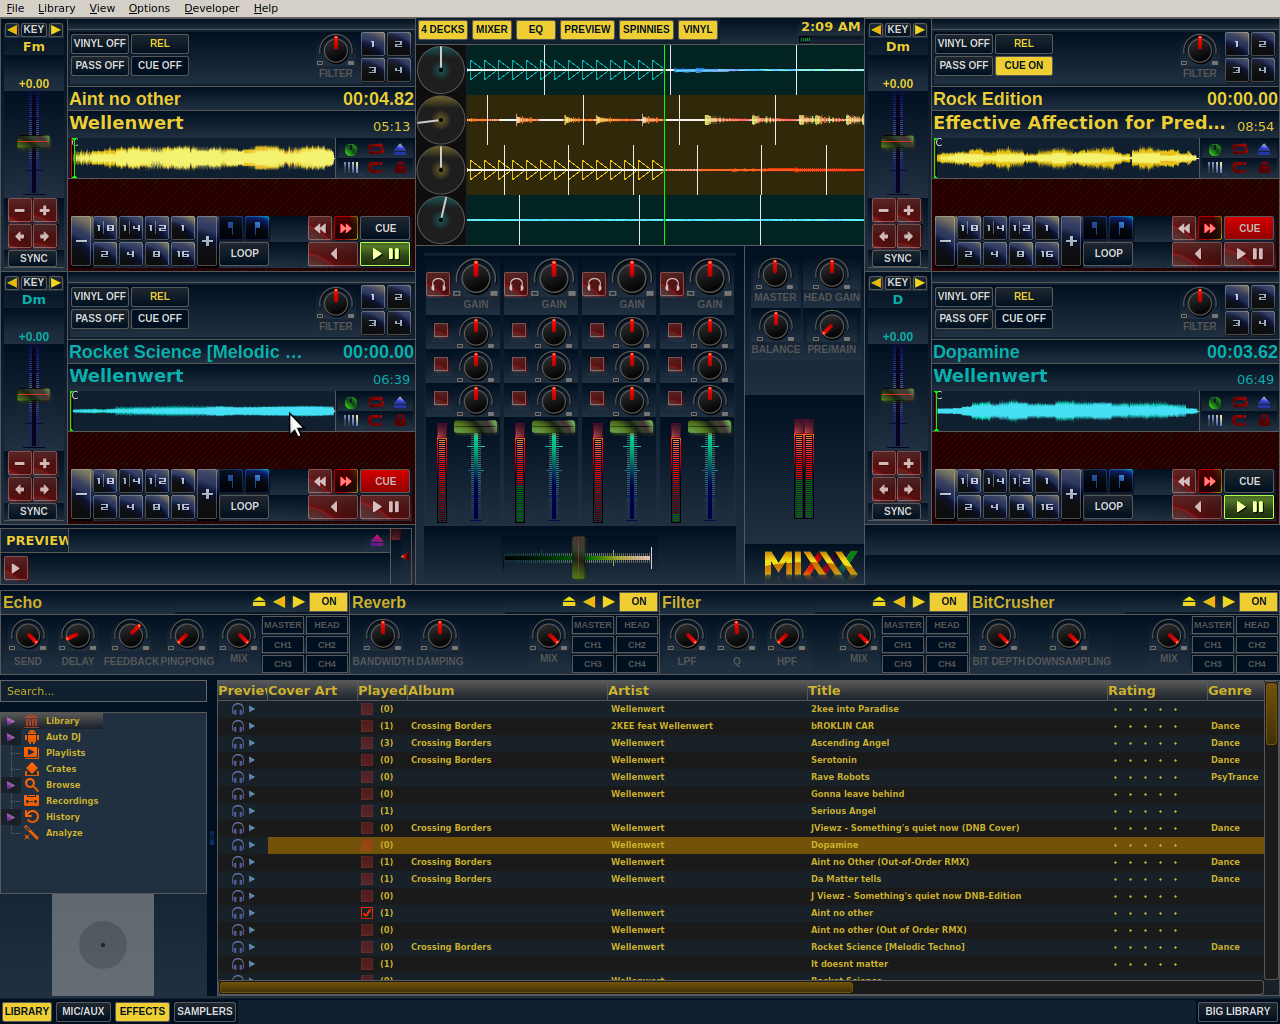 File Library View Options Developer Help
KEY
Fm
+0.00
SYNC
VINYL OFF REL
PASS OFF CUE OFF
FILTER
1 2
3 4
Aint no other 00:04.82
Wellenwert 05:13
C
1/8 1/4 1/2 1
2 4 8 16
LOOP
CUE
4 DECKS MIXER EQ PREVIEW SPINNIES VINYL 2:09 AM
KEY
Dm
+0.00
SYNC
VINYL OFF REL
PASS OFF CUE ON
FILTER
1 2
3 4
Rock Edition 00:00.00
Effective Affection for Pred... 08:54
C
1/8 1/4 1/2 1
2 4 8 16
LOOP
CUE
KEY
Dm
+0.00
SYNC
VINYL OFF REL
PASS OFF CUE OFF
FILTER
1 2
3 4
Rocket Science [Melodic ... 00:00.00
Wellenwert 06:39
C
1/8 1/4 1/2 1
2 4 8 16
LOOP
CUE
GAIN GAIN GAIN GAIN
MASTER HEAD GAIN
BALANCE PRE/MAIN
MIXXX
KEY
D
+0.00
SYNC
VINYL OFF REL
PASS OFF CUE OFF
FILTER
1 2
3 4
Dopamine 00:03.62
Wellenwert 06:49
C
1/8 1/4 1/2 1
2 4 8 16
LOOP
CUE
PREVIEW
Echo ON
SEND DELAY FEEDBACK PINGPONG MIX
MASTER HEAD
CH1 CH2
CH3 CH4
Reverb ON
BANDWIDTH DAMPING MIX
MASTER HEAD
CH1 CH2
CH3 CH4
Filter ON
LPF Q HPF MIX
MASTER HEAD
CH1 CH2
CH3 CH4
BitCrusher ON
BIT DEPTH DOWNSAMPLING MIX
MASTER HEAD
CH1 CH2
CH3 CH4
Search...
Library
Auto DJ
Playlists
Crates
Browse
Recordings
History
Analyze
Preview Cover Art Played Album Artist Title Rating Genre
(0) Wellenwert 2kee into Paradise
(1) Crossing Borders 2KEE feat Wellenwert bROKLIN CAR Dance
(3) Crossing Borders Wellenwert Ascending Angel Dance
(0) Crossing Borders Wellenwert Serotonin Dance
(0) Wellenwert Rave Robots PsyTrance
(0) Wellenwert Gonna leave behind
(1) Serious Angel
(0) Crossing Borders Wellenwert JViewz - Something's quiet now (DNB Cover) Dance
(0) Wellenwert Dopamine
(1) Crossing Borders Wellenwert Aint no Other (Out-of-Order RMX) Dance
(1) Crossing Borders Wellenwert Da Matter tells Dance
(0) J Viewz - Something's quiet now DNB-Edition
(1) Wellenwert Aint no other
(0) Wellenwert Aint no other (Out of Order RMX)
(0) Crossing Borders Wellenwert Rocket Science [Melodic Techno] Dance
(1) It doesnt matter
(0) Wellenwert Rocket Science
LIBRARY MIC/AUX EFFECTS SAMPLERS BIG LIBRARY